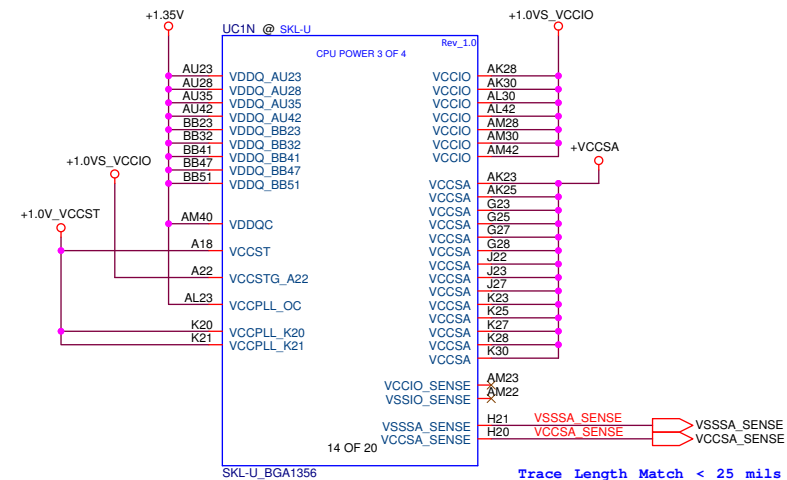 +1.35V
+1.0VS_VCCIO
UC1N @ SKL-U
Rev_1.0
CPU POWER 3 OF 4
AU23 VDDQ_AU23
AU28 VDDQ_AU28
AU35 VDDQ_AU35
AU42 VDDQ_AU42
BB23 VDDQ_BB23
BB32 VDDQ_BB32
BB41 VDDQ_BB41
BB47 VDDQ_BB47
BB51 VDDQ_BB51
+1.0VS_VCCIO
+1.0V_VCCST
AM40 VDDQC
A18 VCCST
A22 VCCSTG_A22
AL23 VCCPLL_OC
K20 VCCPLL_K20
K21 VCCPLL_K21
VCCIO AK28
VCCIO AK30
VCCIO AL30
VCCIO AL42
VCCIO AM28
VCCIO AM30
VCCIO AM42
+VCCSA
VCCSA AK23
VCCSA AK25
VCCSA G23
VCCSA G25
VCCSA G27
VCCSA G28
VCCSA J22
VCCSA J23
VCCSA J27
VCCSA K23
VCCSA K25
VCCSA K27
VCCSA K28
VCCSA K30
VCCIO_SENSE AM23
VSSIO_SENSE AM22
VSSSA_SENSE H21 VSSSA_SENSE VSSSA_SENSE
VCCSA_SENSE H20 VCCSA_SENSE VCCSA_SENSE
14 OF 20
SKL-U_BGA1356
Trace Length Match < 25 mils